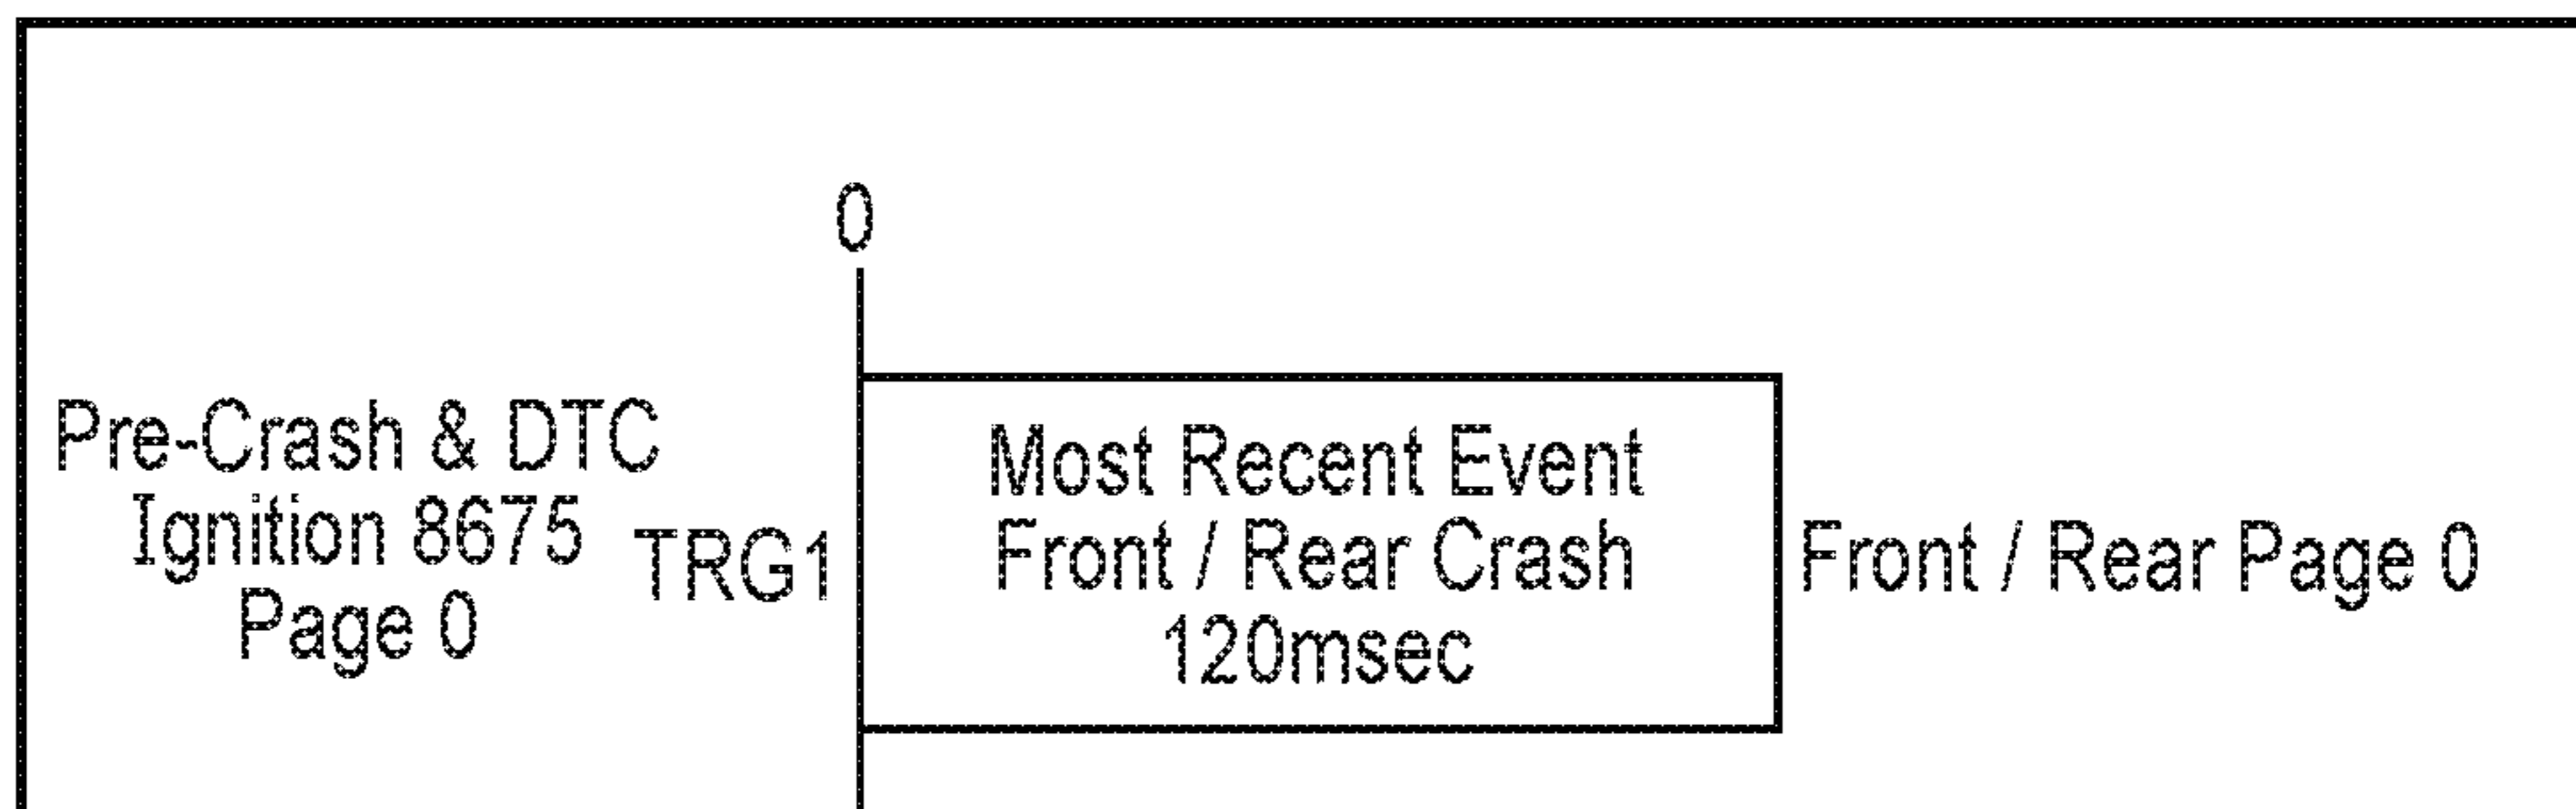 0
Pre-Crash & DTC
Ignition 8675
Page 0
TRG1
Most Recent Event
Front / Rear Crash
120msec
Front / Rear Page 0